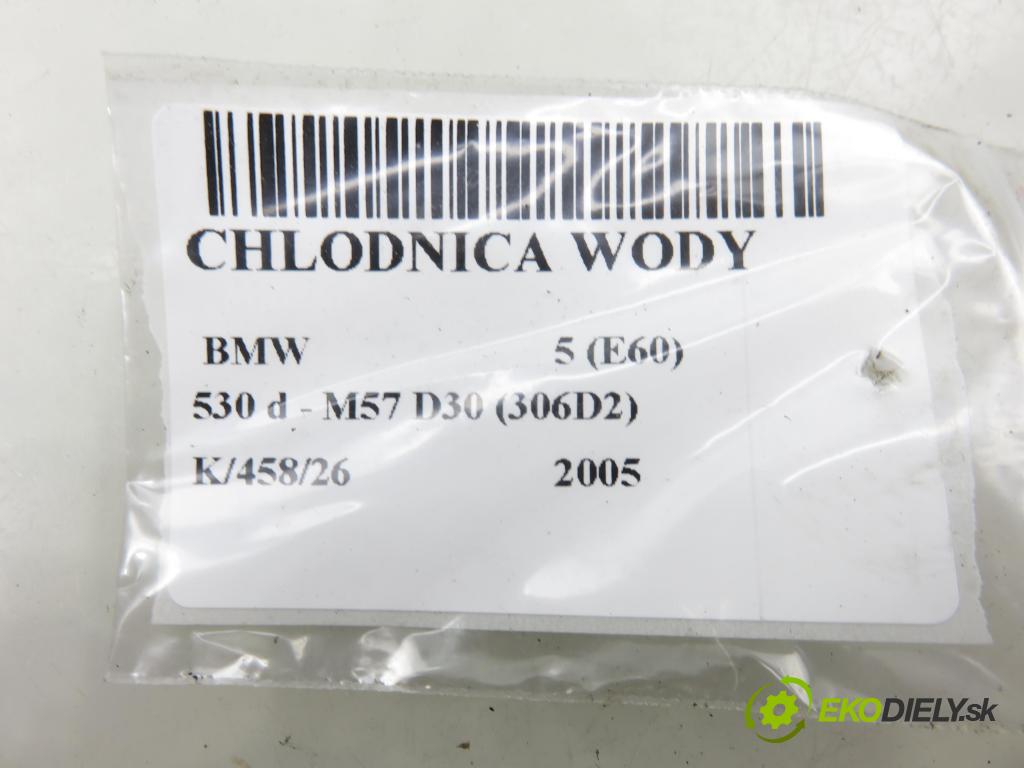 CHLODNICA WODY
BMW 5 (E60)
530 d - M57 D30 (306D2)
K/458/26 2005
EKODIELY.sk